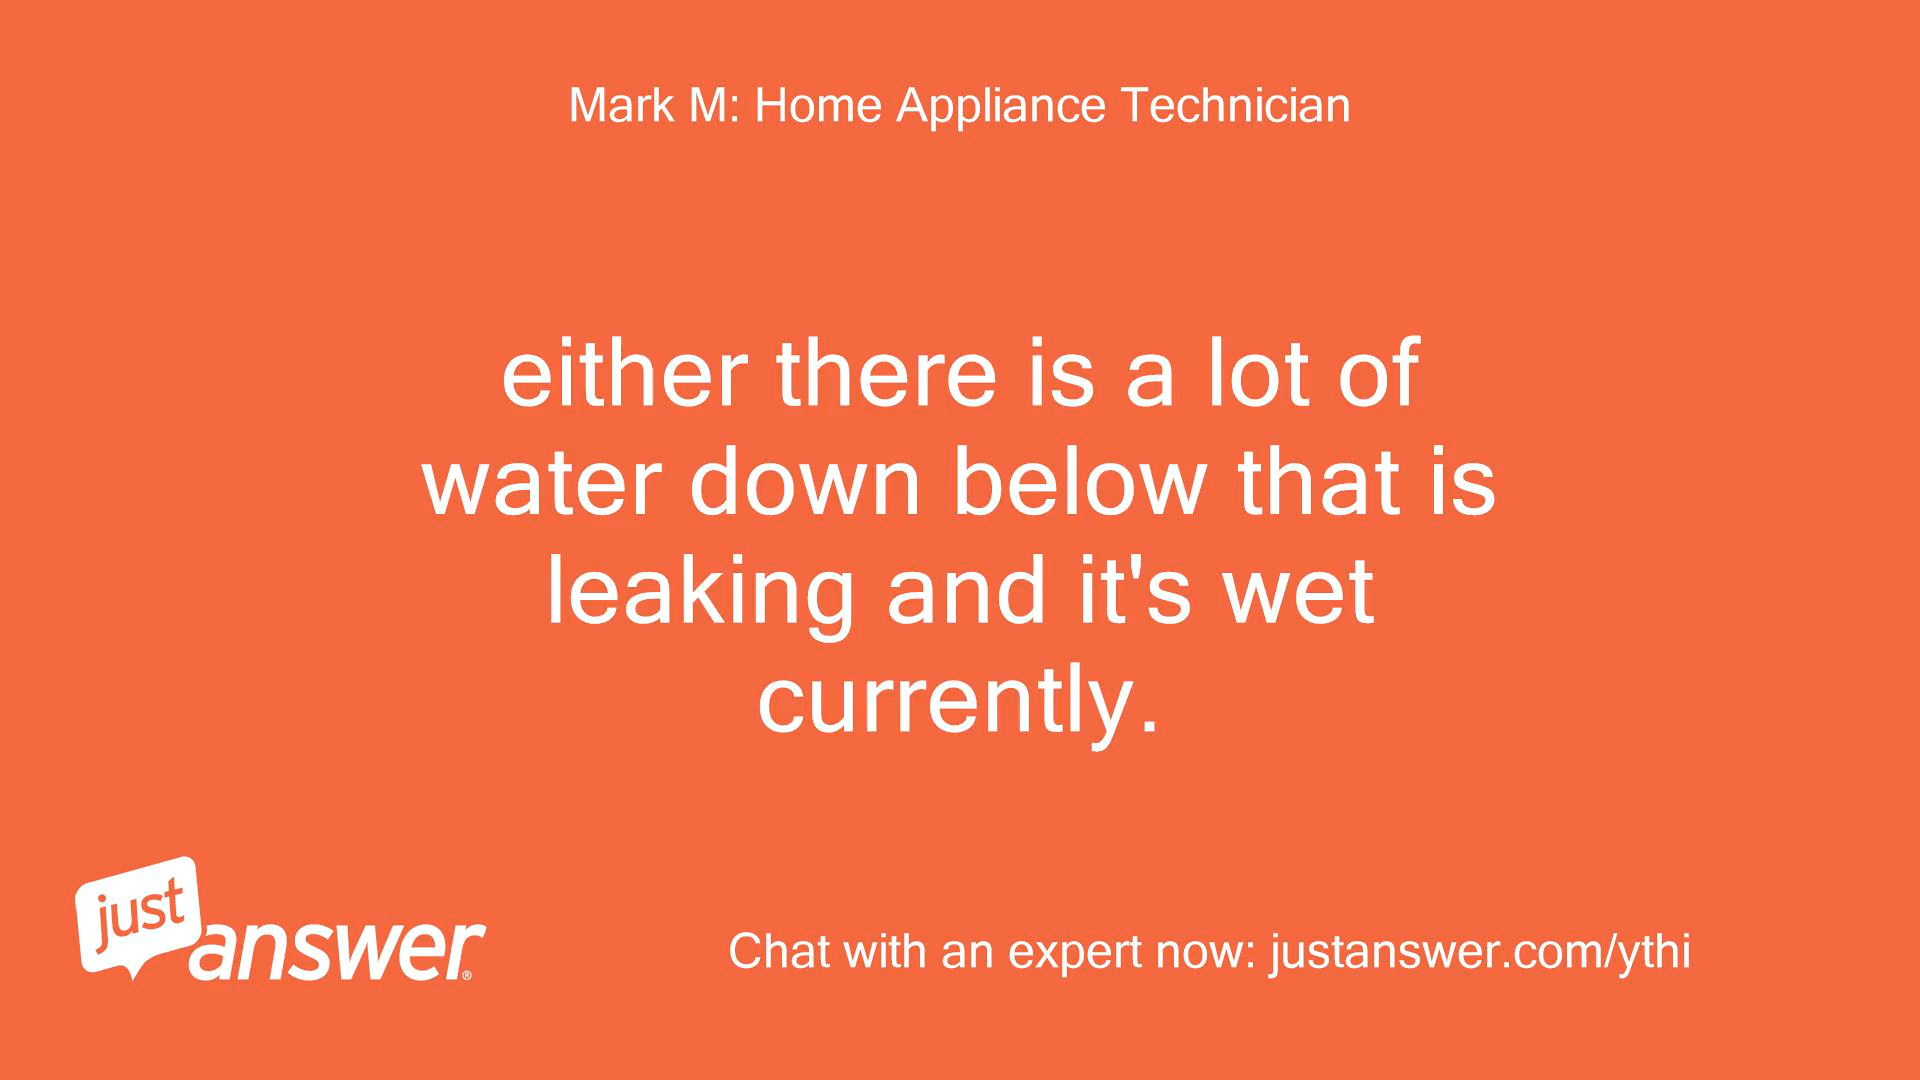 Mark M: Home Appliance Technician
either there is a lot of
water down below that is
leaking and it's wet
currently.
just
answer®
Chat with an expert now: justanswer.com/ythi